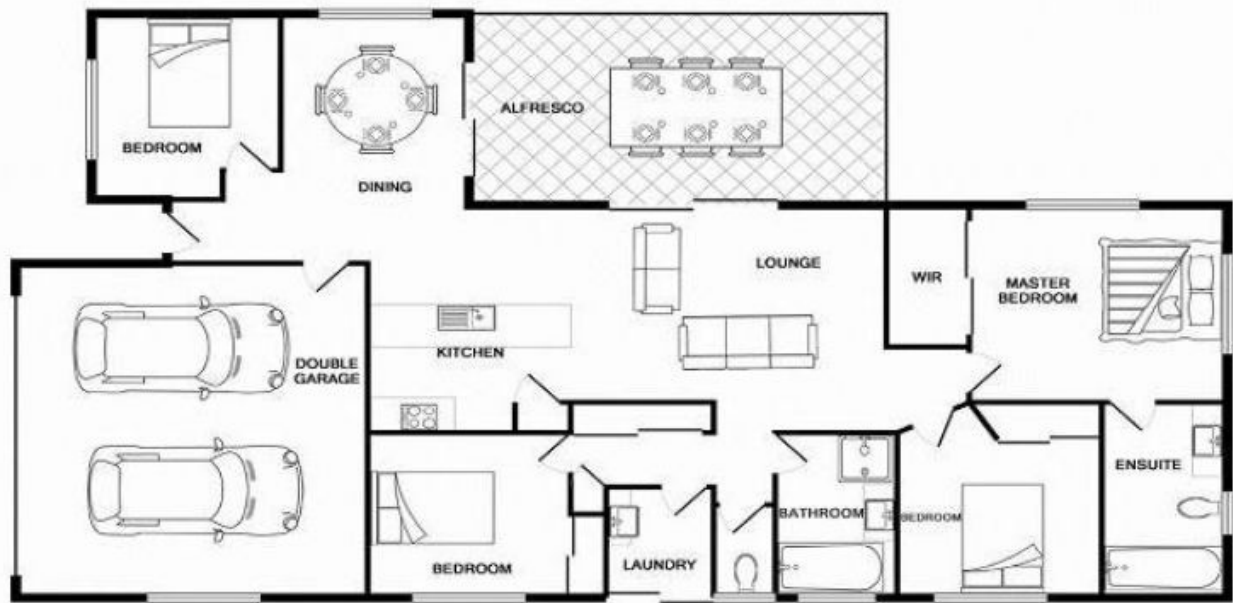 BEDROOM
DINING
ALFRESCO
LOUNGE
WIR
MASTER
BEDROOM
KITCHEN
DOUBLE
GARAGE
BEDROOM
LAUNDRY
BATHROOM
BEDROOM
ENSUITE